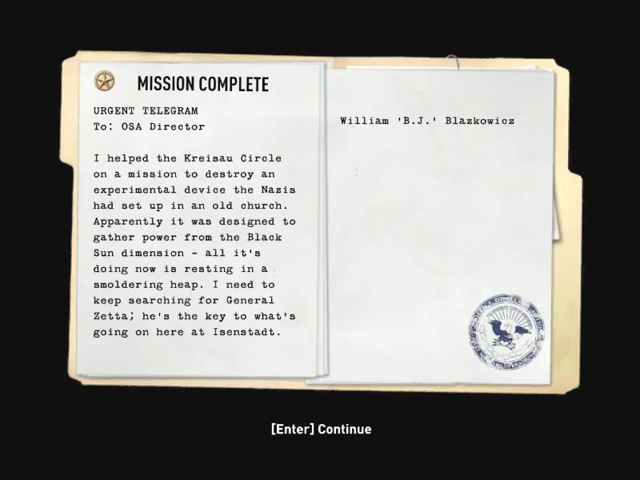 MISSION COMPLETE
URGENT TELEGRAM
To: OSA Director
I helped the Kreisau Circle
on a mission to destroy an
experimental device the Nazis
had set up in an old church.
Apparently it was designed to
gather power from the Black
Sun dimension - all it's
doing now is resting in a
smoldering heap. I need to
keep searching for General
Zetta; he's the key to what's
going on here at Isenstadt.
William 'B.J.' Blazkowicz
[Enter] Continue